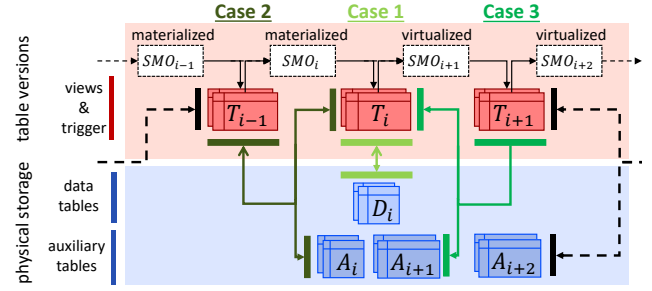 Case 2 Case 1 Case 3
materialized materialized virtualized virtualized
SMO_{i-1} SMO_i SMO_{i+1} SMO_{i+2}
table versions
views & trigger
T_{i-1} T_i T_{i+1}
physical storage
data tables
D_i
auxiliary tables
A_i A_{i+1} A_{i+2}